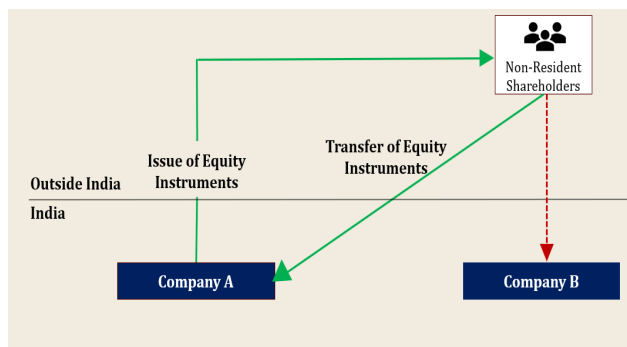 Non-Resident
Shareholders
Transfer of Equity
Instruments
Issue of Equity
Instruments
Outside India
India
Company A
Company B